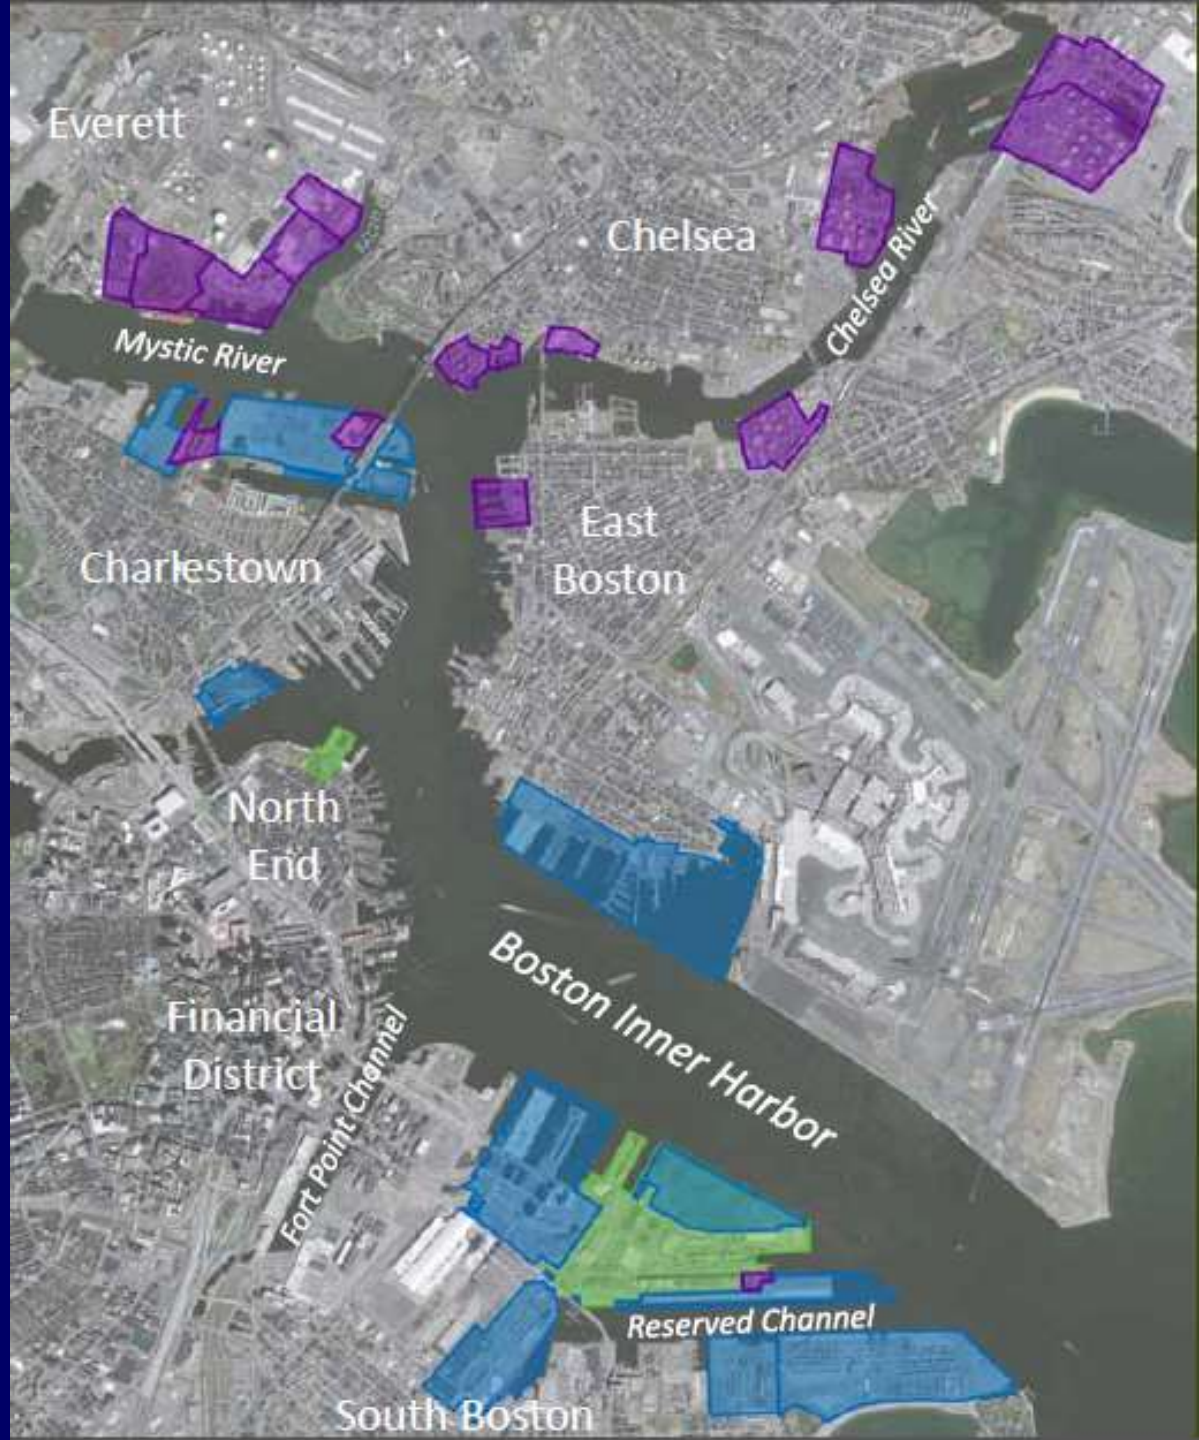 Everett
Chelsea
Chelsea River
Mystic River
East
Boston
Charlestown
North
End
Boston Inner Harbor
Financial
District
Fort Point Channel
Reserved Channel
South Boston